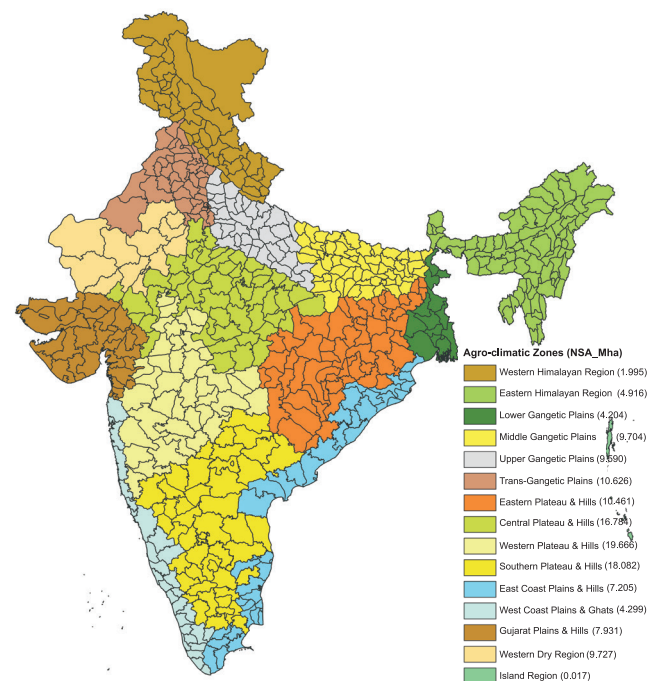 Agro-climatic Zones (NSA_Mha)
Western Himalayan Region (1.995)
Eastern Himalayan Region (4.916)
Lower Gangetic Plains (4.204)
Middle Gangetic Plains (9.704)
Upper Gangetic Plains (9.590)
Trans-Gangetic Plains (10.626)
Eastern Plateau & Hills (10.461)
Central Plateau & Hills (16.784)
Western Plateau & Hills (19.666)
Southern Plateau & Hills (18.082)
East Coast Plains & Hills (7.205)
West Coast Plains & Ghats (4.299)
Gujarat Plains & Hills (7.931)
Western Dry Region (9.727)
Island Region (0.017)